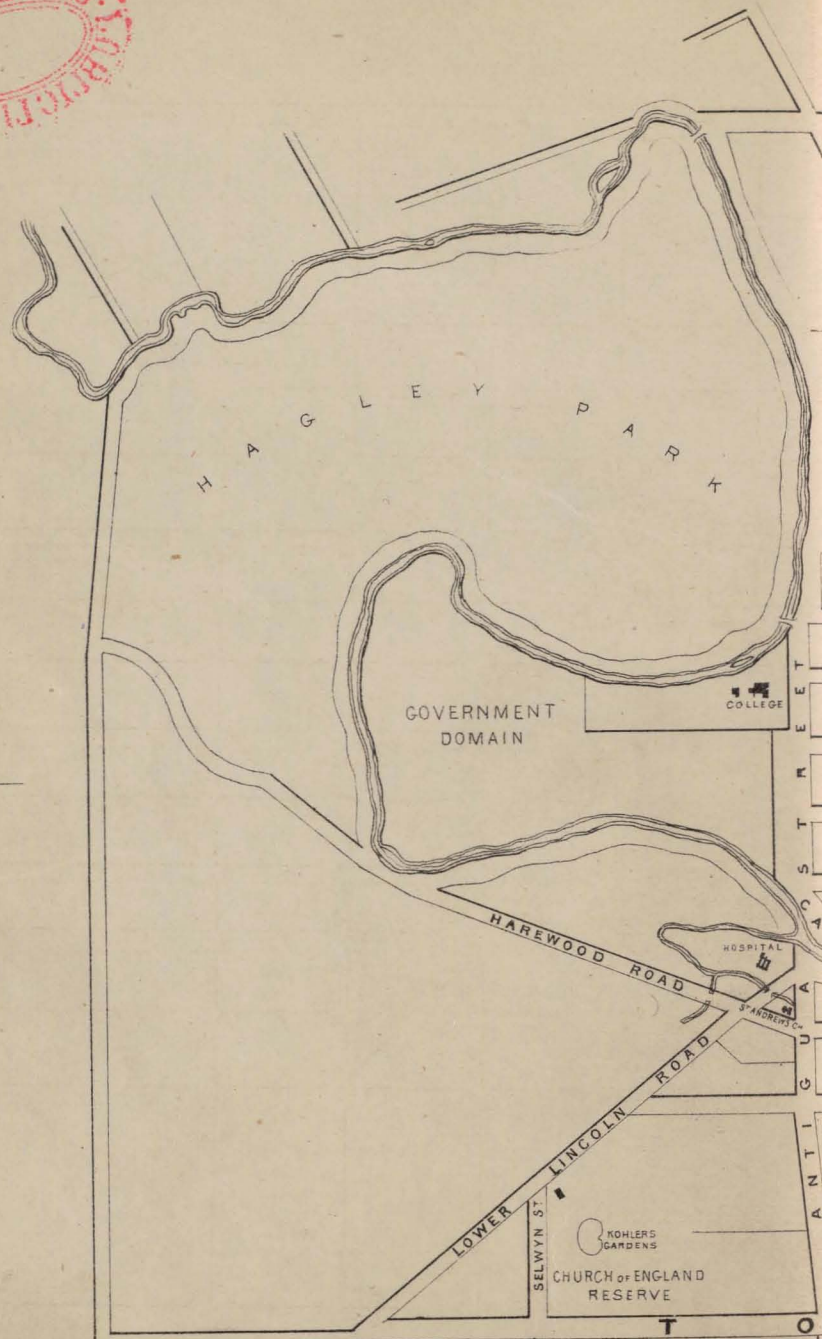 HAGLEY PARK
GOVERNMENT
DOMAIN
COLLEGE
HAREWOOD ROAD
HOSPITAL
ST ANDREWS CH
ANTIGUA STREET
LOWER LINCOLN ROAD
SELWYN ST
KOHLERS
GARDENS
CHURCH OF ENGLAND
RESERVE
T O